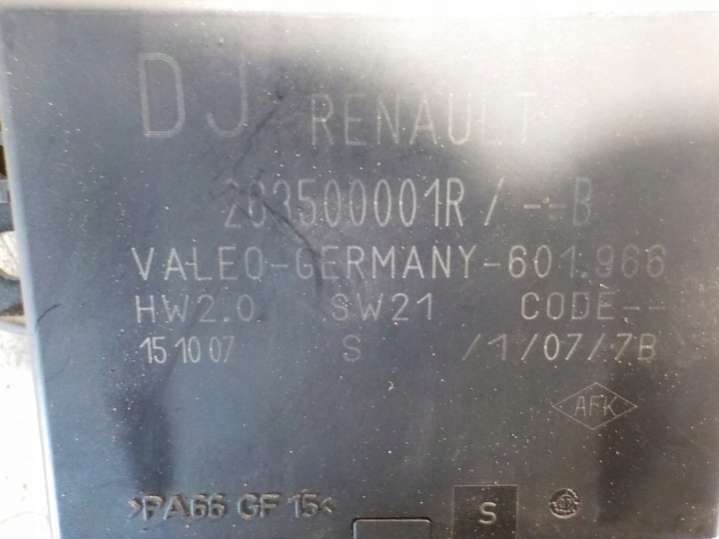 DJ RENAULT
283500001R / --B
VALEO-GERMANY-601.966
HW2.0 SW21 CODE--
15 10 07 S /1/07/7B
AFK
>PA66 GF 15<
S